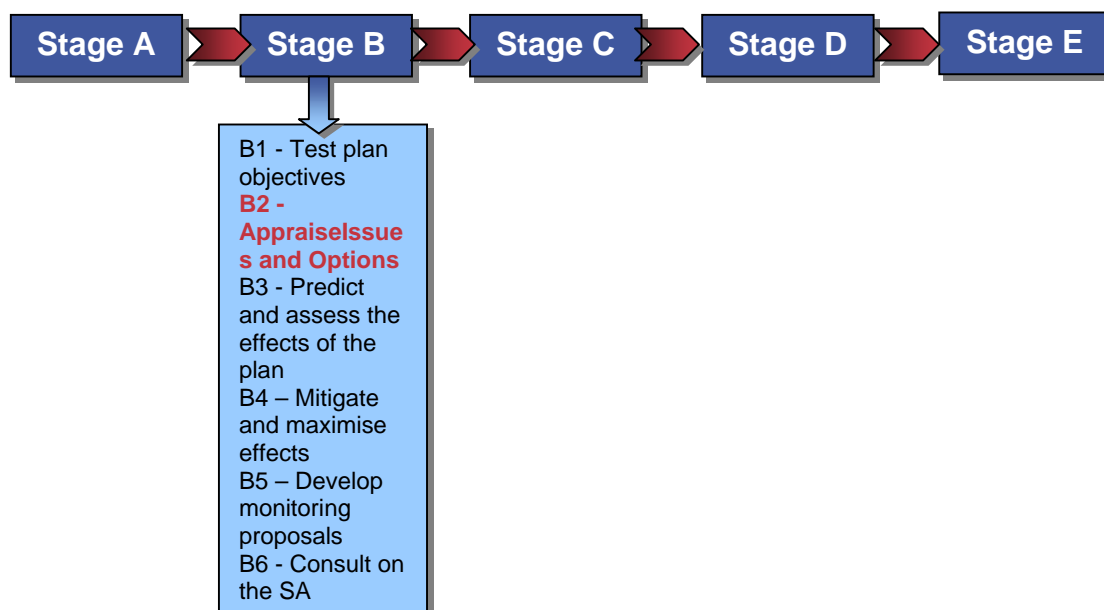 Stage A
Stage B
Stage C
Stage D
Stage E
B1 - Test plan
objectives
B2 -
AppraiseIssue
s and Options
B3 - Predict
and assess the
effects of the
plan
B4 – Mitigate
and maximise
effects
B5 – Develop
monitoring
proposals
B6 - Consult on
the SA